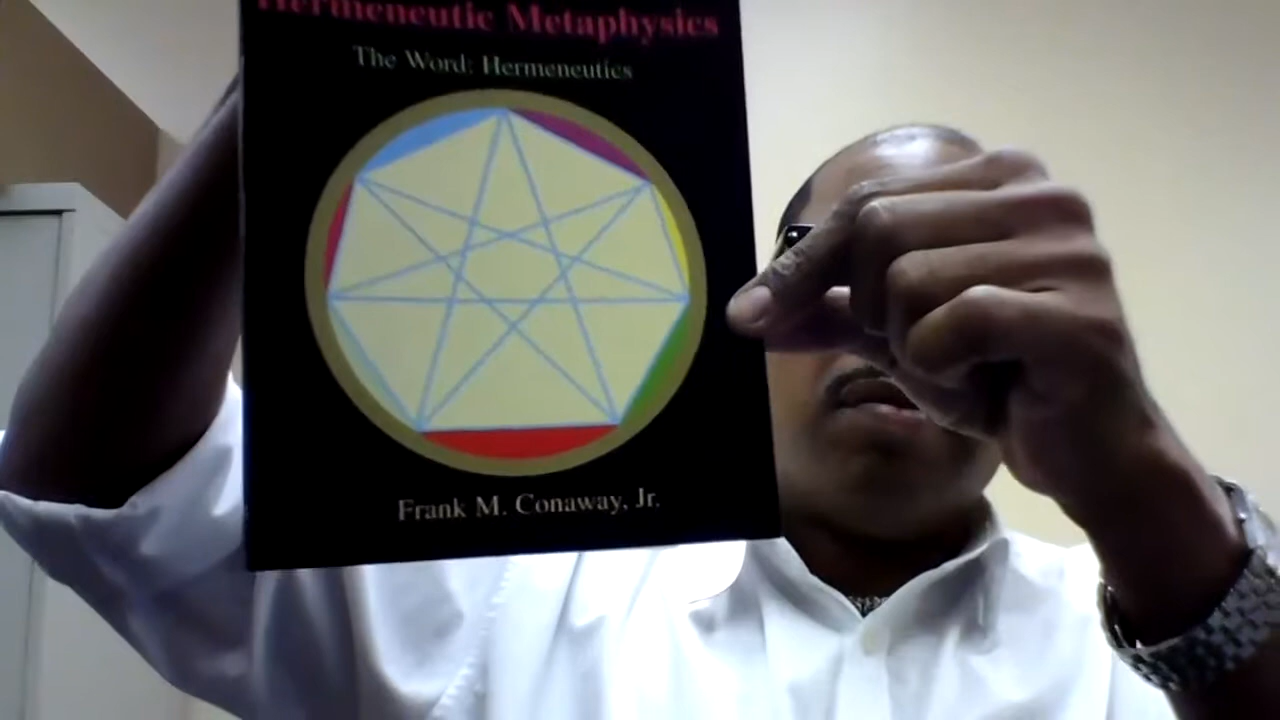 Hermeneutic Metaphysics
The Word: Hermeneutics
Frank M. Conaway, Jr.